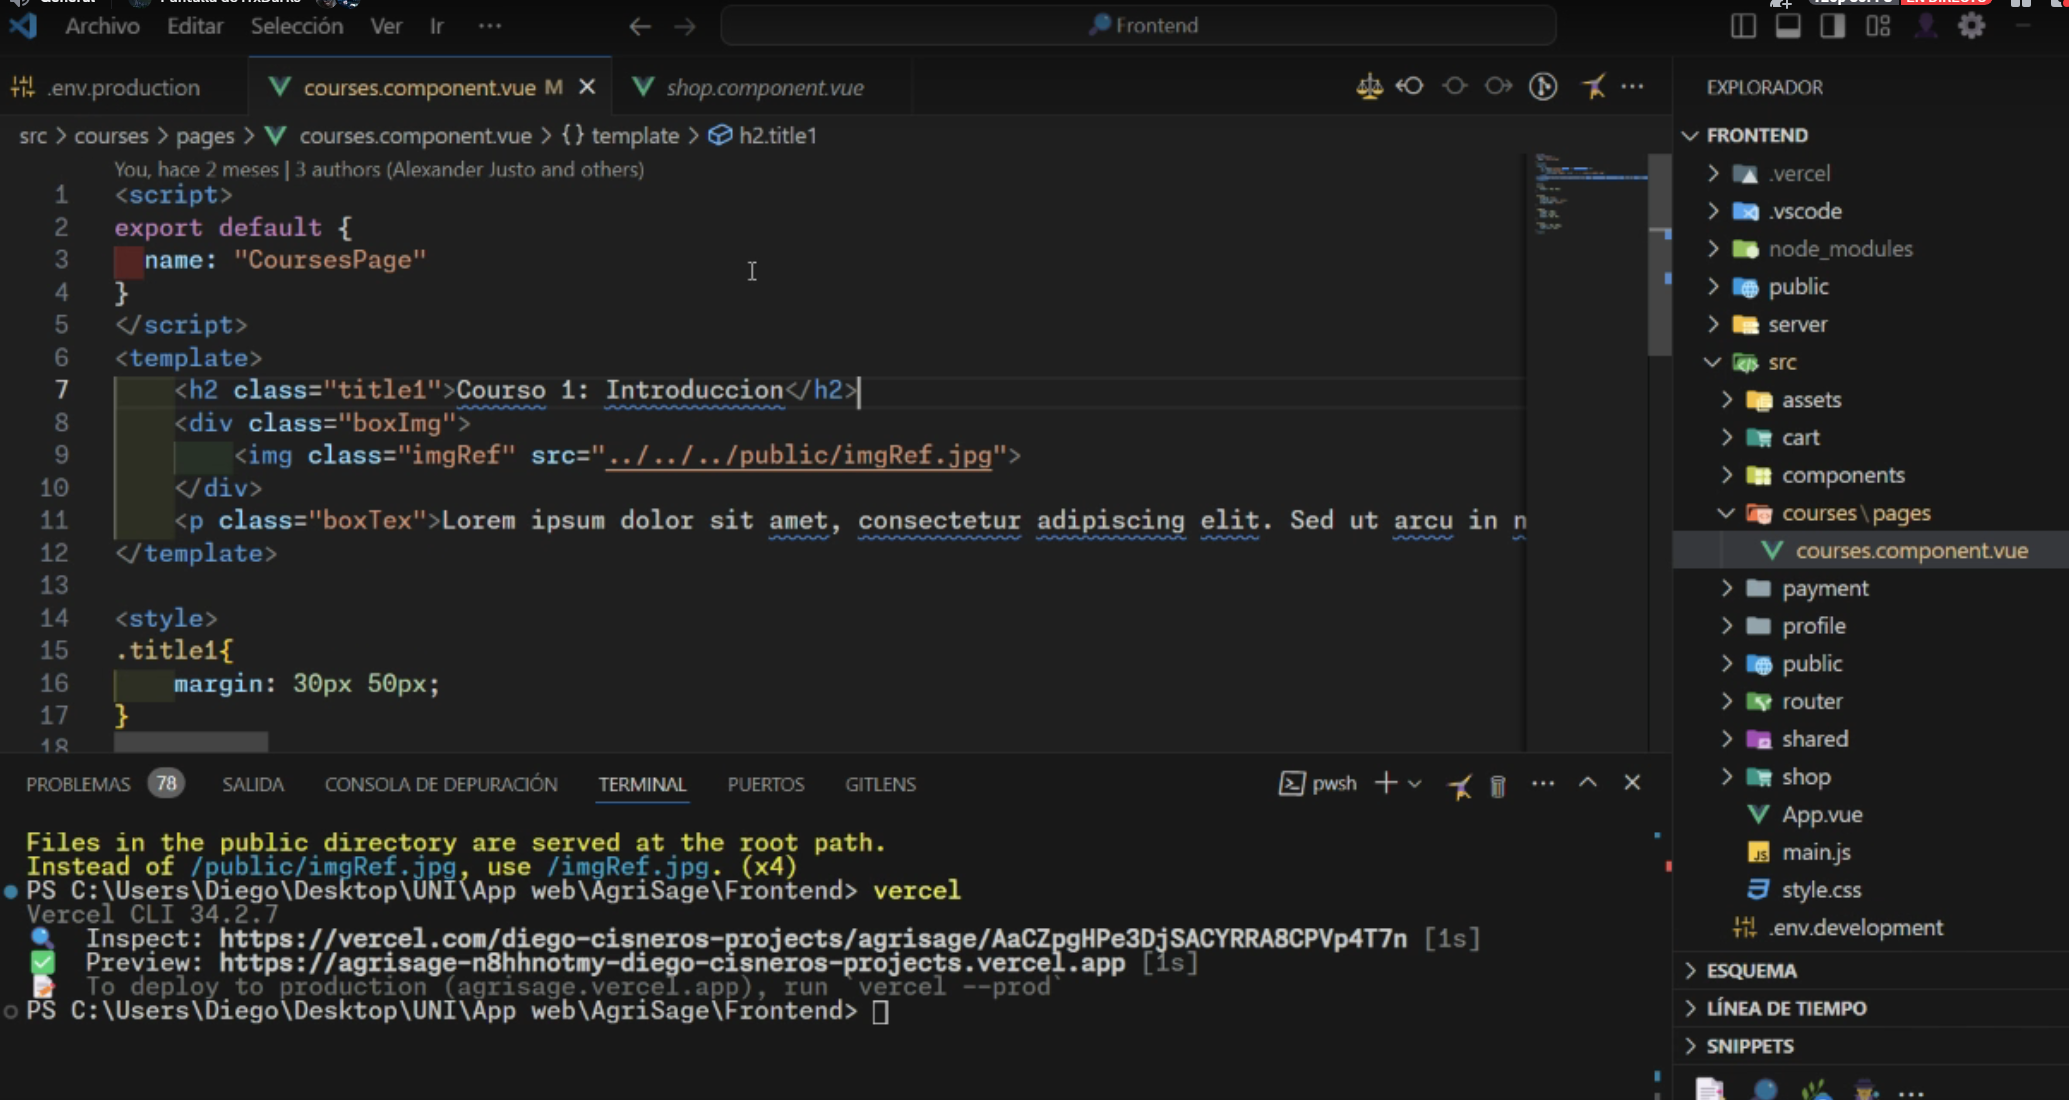 Archivo Editar Selección Ver Ir ···
Frontend
.env.production
courses.component.vue M
shop.component.vue
src > courses > pages > courses.component.vue > {} template > h2.title1
You, hace 2 meses | 3 authors (Alexander Justo and others)
1 <script>
2 export default {
3 name: "CoursesPage"
4 }
5 </script>
6 <template>
7 <h2 class="title1">Courso 1: Introduccion</h2>
8 <div class="boxImg">
9 <img class="imgRef" src="../../../public/imgRef.jpg">
10 </div>
11 <p class="boxTex">Lorem ipsum dolor sit amet, consectetur adipiscing elit. Sed ut arcu in n
12 </template>
13
14 <style>
15 .title1{
16 margin: 30px 50px;
17 }
18
PROBLEMAS 78 SALIDA CONSOLA DE DEPURACIÓN TERMINAL PUERTOS GITLENS
pwsh
Files in the public directory are served at the root path.
Instead of /public/imgRef.jpg, use /imgRef.jpg. (x4)
PS C:\Users\Diego\Desktop\UNI\App web\AgriSage\Frontend> vercel
Vercel CLI 34.2.7
Inspect: https://vercel.com/diego-cisneros-projects/agrisage/AaCZpgHPe3DjSACYRRA8CPVp4T7n [1s]
Preview: https://agrisage-n8hhnotmy-diego-cisneros-projects.vercel.app [1s]
To deploy to production (agrisage.vercel.app), run `vercel --prod`
PS C:\Users\Diego\Desktop\UNI\App web\AgriSage\Frontend>
EXPLORADOR
FRONTEND
.vercel
.vscode
node_modules
public
server
src
assets
cart
components
courses\pages
courses.component.vue
payment
profile
public
router
shared
shop
App.vue
JS main.js
style.css
.env.development
ESQUEMA
LÍNEA DE TIEMPO
SNIPPETS